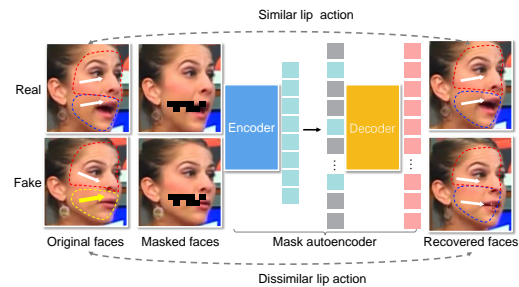 Similar lip action
Real
Encoder
Decoder
Fake
Original faces
Masked faces
Mask autoencoder
Recovered faces
Dissimilar lip action